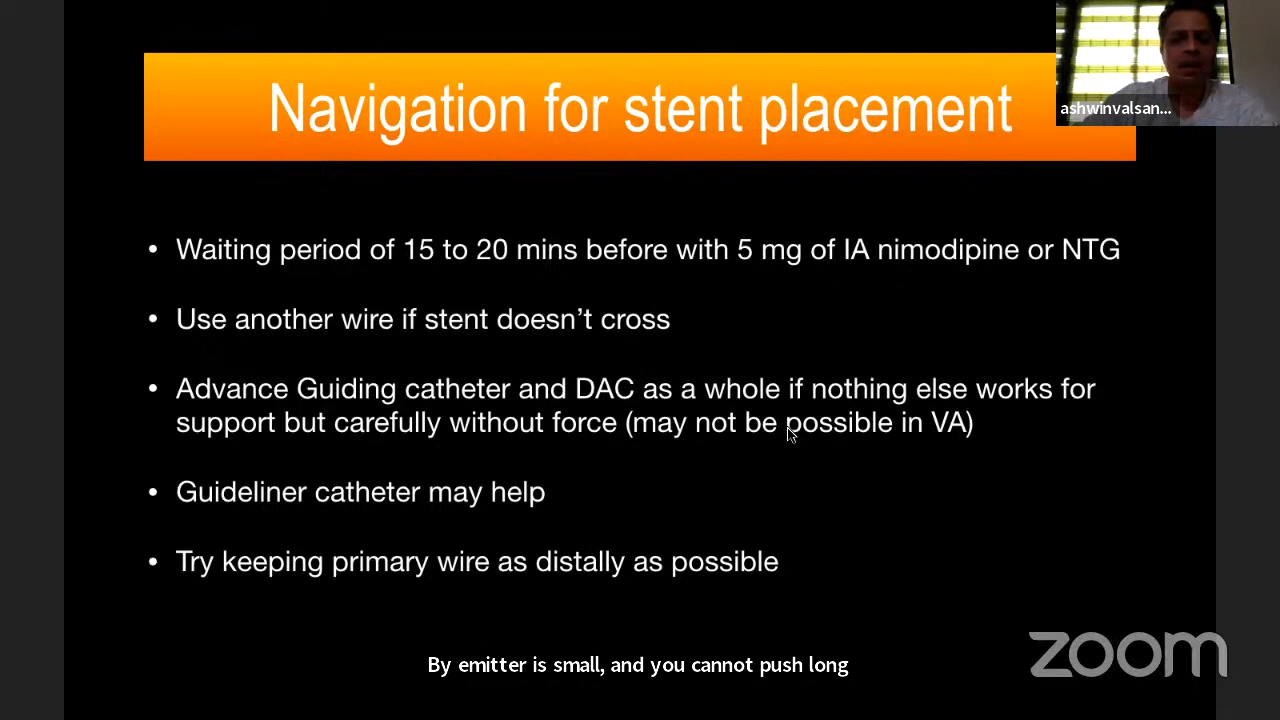 Navigation for stent placement
ashwinvalsan...
• Waiting period of 15 to 20 mins before with 5 mg of IA nimodipine or NTG
• Use another wire if stent doesn’t cross
• Advance Guiding catheter and DAC as a whole if nothing else works for
support but carefully without force (may not be possible in VA)
• Guideliner catheter may help
• Try keeping primary wire as distally as possible
zoom
By emitter is small, and you cannot push long